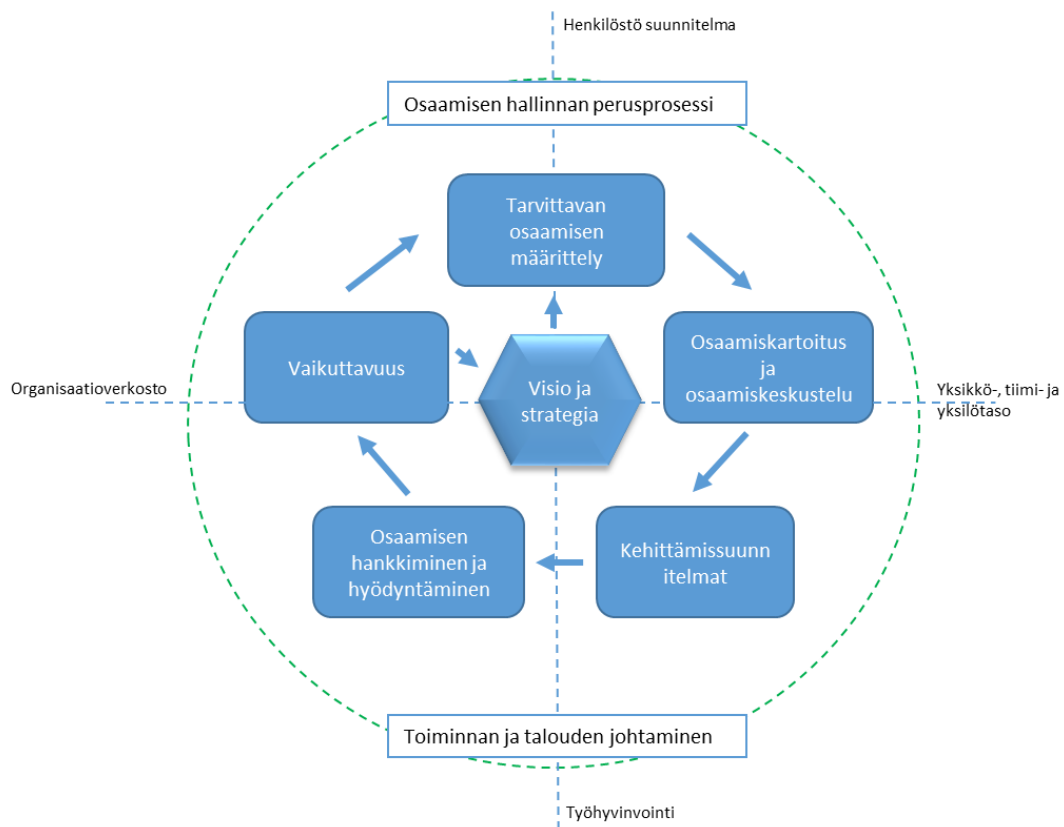 Henkilöstö suunnitelma
Osaamisen hallinnan perusprosessi
Tarvittavan
osaamisen
määrittely
Vaikuttavuus
Osaamiskartoitus
ja
osaamiskeskustelu
Organisaatioverkosto
Visio ja
strategia
Yksikkö-, tiimi- ja
yksilötaso
Osaamisen
hankkiminen ja
hyödyntäminen
Kehittämissuunn
itelmat
Toiminnan ja talouden johtaminen
Työhyvinvointi